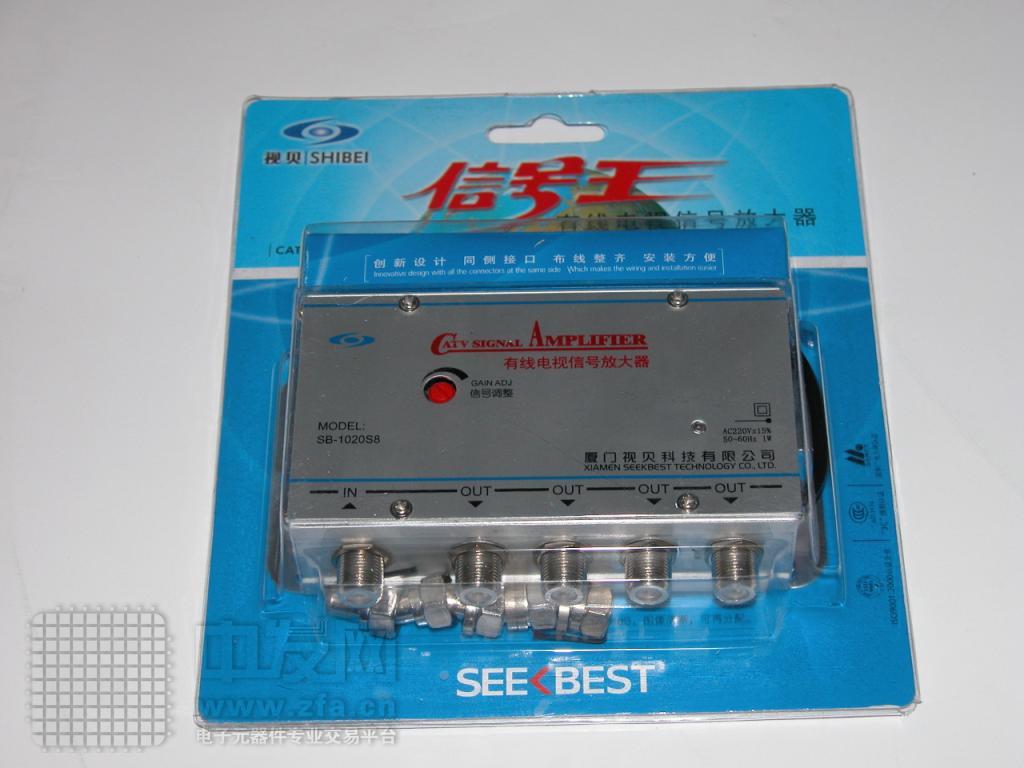 视贝 SHIBEI
信号王
有线电视信号放大器
CAT
创新设计 同侧接口 布线整齐 安装方便
Innovative design with all the connectors at the same side Which makes the wiring and installation easier
CATV SIGNAL AMPLIFIER
有线电视信号放大器
GAIN ADJ
信号调整
MODEL:
SB-1020S8
AC220V±15%
50~60Hz 1W
厦门视贝科技有限公司
XIAMEN SEEKBEST TECHNOLOGY CO., LTD.
IN OUT OUT OUT OUT
SEEKBEST
www.zfa.cn
电子元器件专业交易平台